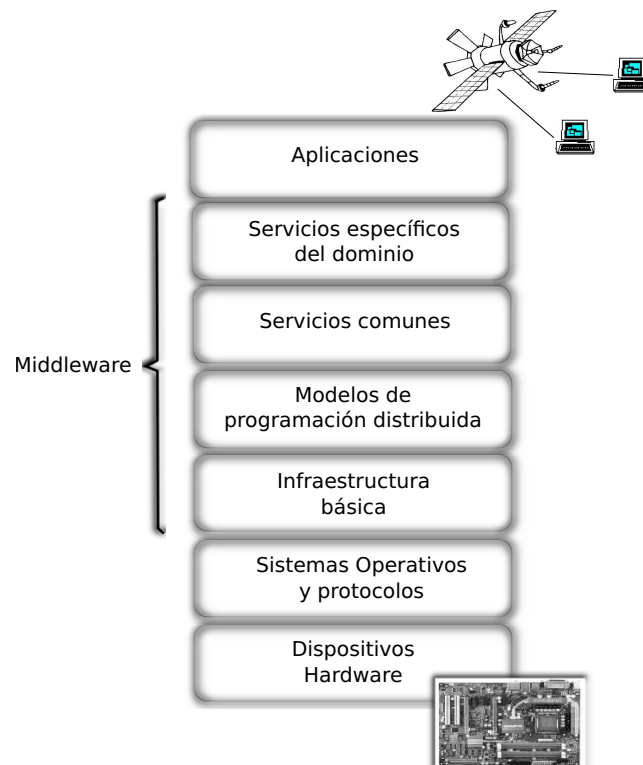 Aplicaciones
Servicios específicos
del dominio
Servicios comunes
Middleware
Modelos de
programación distribuida
Infraestructura
básica
Sistemas Operativos
y protocolos
Dispositivos
Hardware